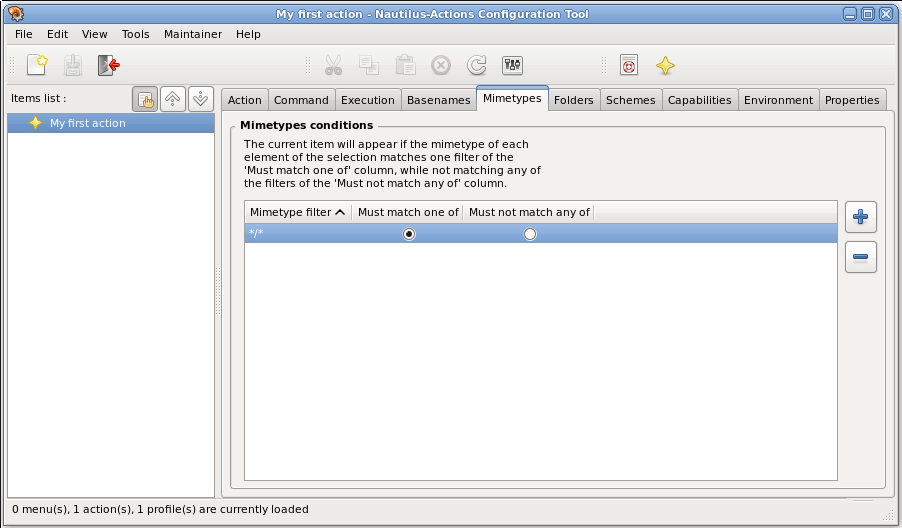 My first action - Nautilus-Actions Configuration Tool
File Edit View Tools Maintainer Help
Items list :
My first action
Action Command Execution Basenames Mimetypes Folders Schemes Capabilities Environment Properties
Mimetypes conditions
The current item will appear if the mimetype of each
element of the selection matches one filter of the
'Must match one of' column, while not matching any of
the filters of the 'Must not match any of' column.
Mimetype filter Must match one of Must not match any of
*/*
0 menu(s), 1 action(s), 1 profile(s) are currently loaded